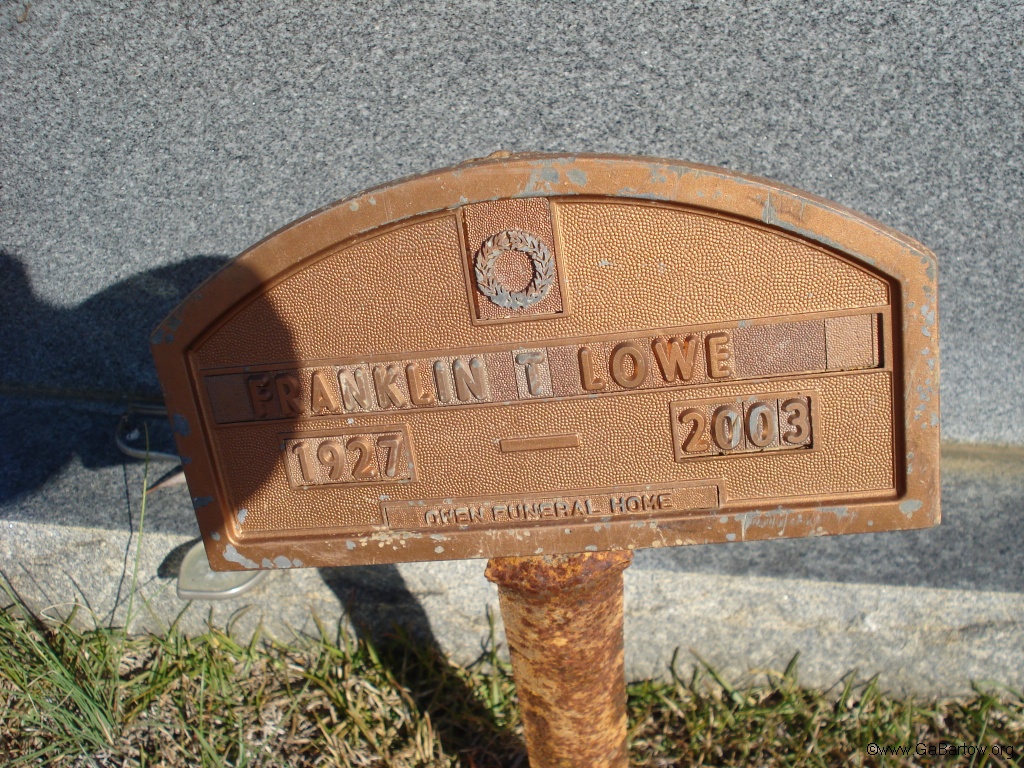 FRANKLIN T LOWE
1927 – 2003
OWEN FUNERAL HOME
©www.GaBartow.org